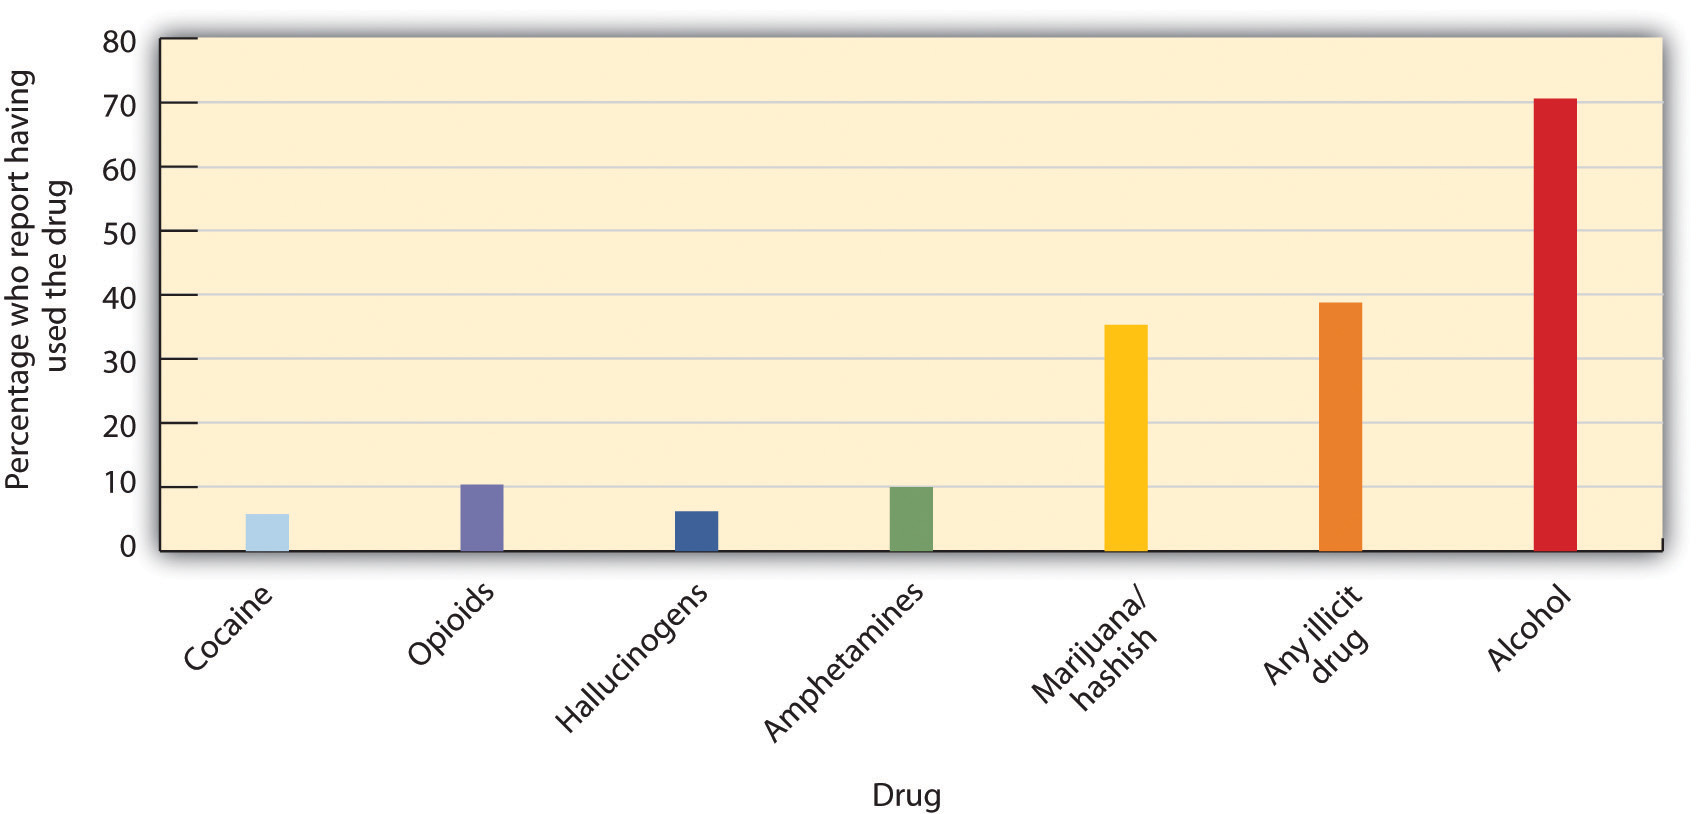 Percentage who report having
used the drug
80
70
60
50
40
30
20
10
0
Cocaine
Opioids
Hallucinogens
Amphetamines
Marijuana/
hashish
Any illicit
drug
Alcohol
Drug